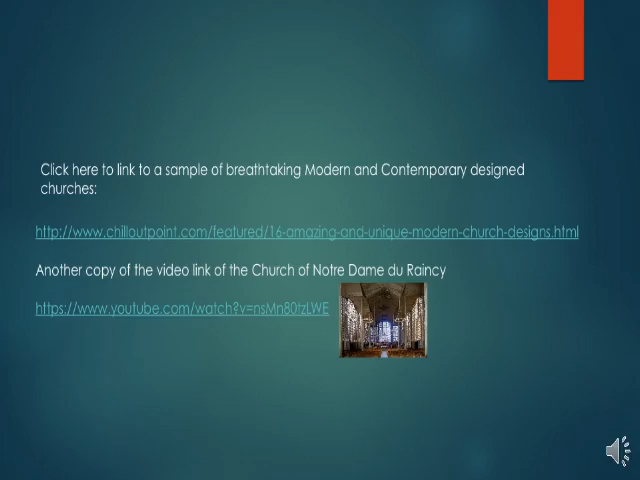 Click here to link to a sample of breathtaking Modern and Contemporary designed
churches:
http://www.chilloutpoint.com/featured/16-amazing-and-unique-modern-church-designs.html
Another copy of the video link of the Church of Notre Dame du Raincy
https://www.youtube.com/watch?v=nsMn80tzLWE